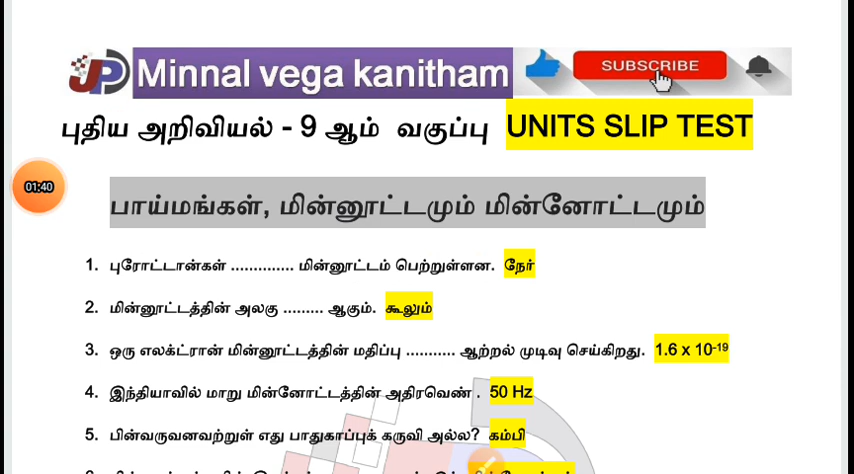 JP Minnal vega kanitham SUBSCRIBE
புதிய அறிவியல் - 9 ஆம் வகுப்பு UNITS SLIP TEST
01:40
பாய்மங்கள், மின்னூட்டமும் மின்னோட்டமும்
1. புரோட்டான்கள் .............. மின்னூட்டம் பெற்றுள்ளன. நேர்
2. மின்னூட்டத்தின் அலகு ......... ஆகும். கூலும்
3. ஒரு எலக்ட்ரான் மின்னூட்டத்தின் மதிப்பு ........... ஆற்றல் முடிவு செய்கிறது. 1.6 x 10⁻¹⁹
4. இந்தியாவில் மாறு மின்னோட்டத்தின் அதிர்வெண் . 50 Hz
5. பின்வருவனவற்றுள் எது பாதுகாப்புக் கருவி அல்ல? கம்பி